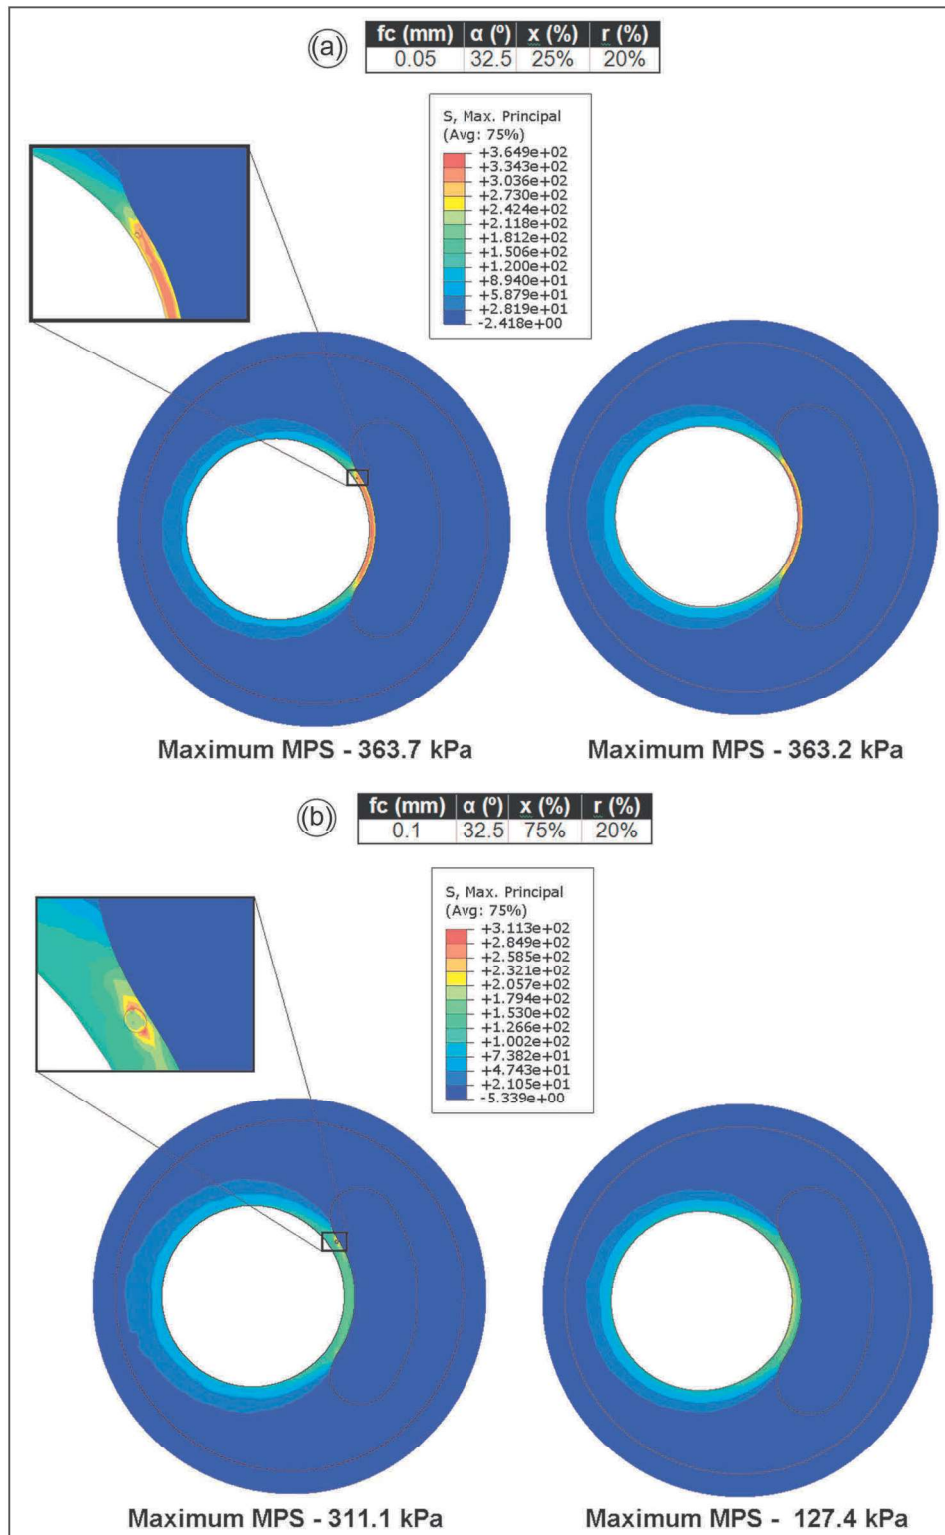 (a)
fc (mm) α (º) x (%) r (%)
0.05 32.5 25% 20%
S, Max. Principal
(Avg: 75%)
+3.649e+02
+3.343e+02
+3.036e+02
+2.730e+02
+2.424e+02
+2.118e+02
+1.812e+02
+1.506e+02
+1.200e+02
+8.940e+01
+5.879e+01
+2.819e+01
-2.418e+00
Maximum MPS - 363.7 kPa
Maximum MPS - 363.2 kPa
(b)
fc (mm) α (º) x (%) r (%)
0.1 32.5 75% 20%
S, Max. Principal
(Avg: 75%)
+3.113e+02
+2.849e+02
+2.585e+02
+2.321e+02
+2.057e+02
+1.794e+02
+1.530e+02
+1.266e+02
+1.002e+02
+7.382e+01
+4.743e+01
+2.105e+01
-5.339e+00
Maximum MPS - 311.1 kPa
Maximum MPS - 127.4 kPa